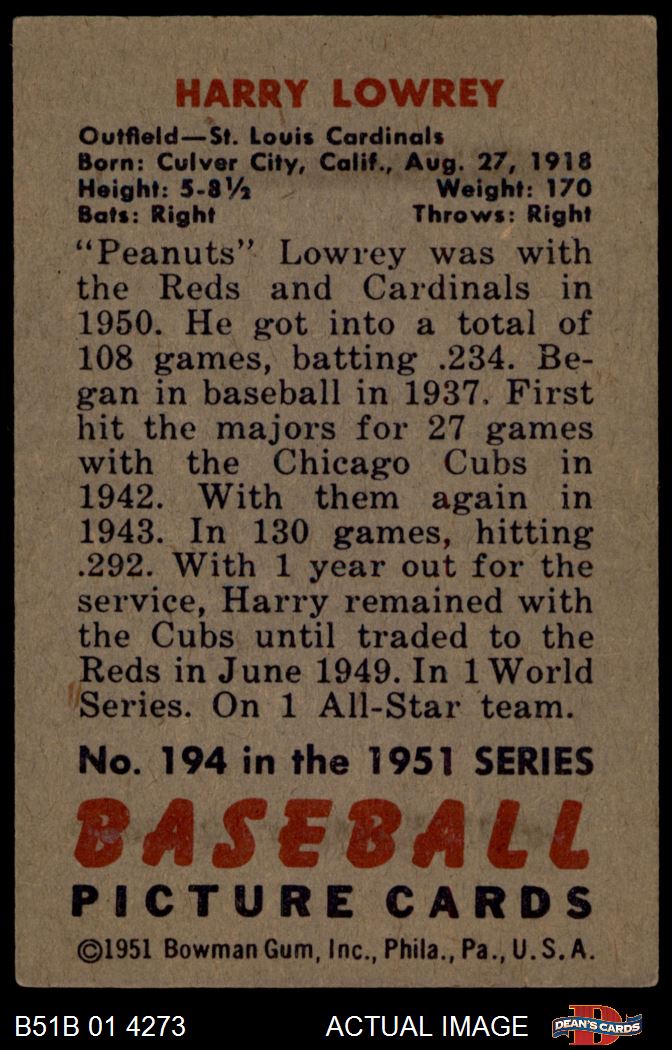 HARRY LOWREY
Outfield—St. Louis Cardinals
Born: Culver City, Calif., Aug. 27, 1918
Height: 5-8½ Weight: 170
Bats: Right Throws: Right
"Peanuts" Lowrey was with
the Reds and Cardinals in
1950. He got into a total of
108 games, batting .234. Be-
gan in baseball in 1937. First
hit the majors for 27 games
with the Chicago Cubs in
1942. With them again in
1943. In 130 games, hitting
.292. With 1 year out for the
service, Harry remained with
the Cubs until traded to the
Reds in June 1949. In 1 World
Series. On 1 All-Star team.
No. 194 in the 1951 SERIES
BASEBALL
PICTURE CARDS
©1951 Bowman Gum, Inc., Phila., Pa., U.S.A.
B51B 01 4273 ACTUAL IMAGE DEAN'S CARDS